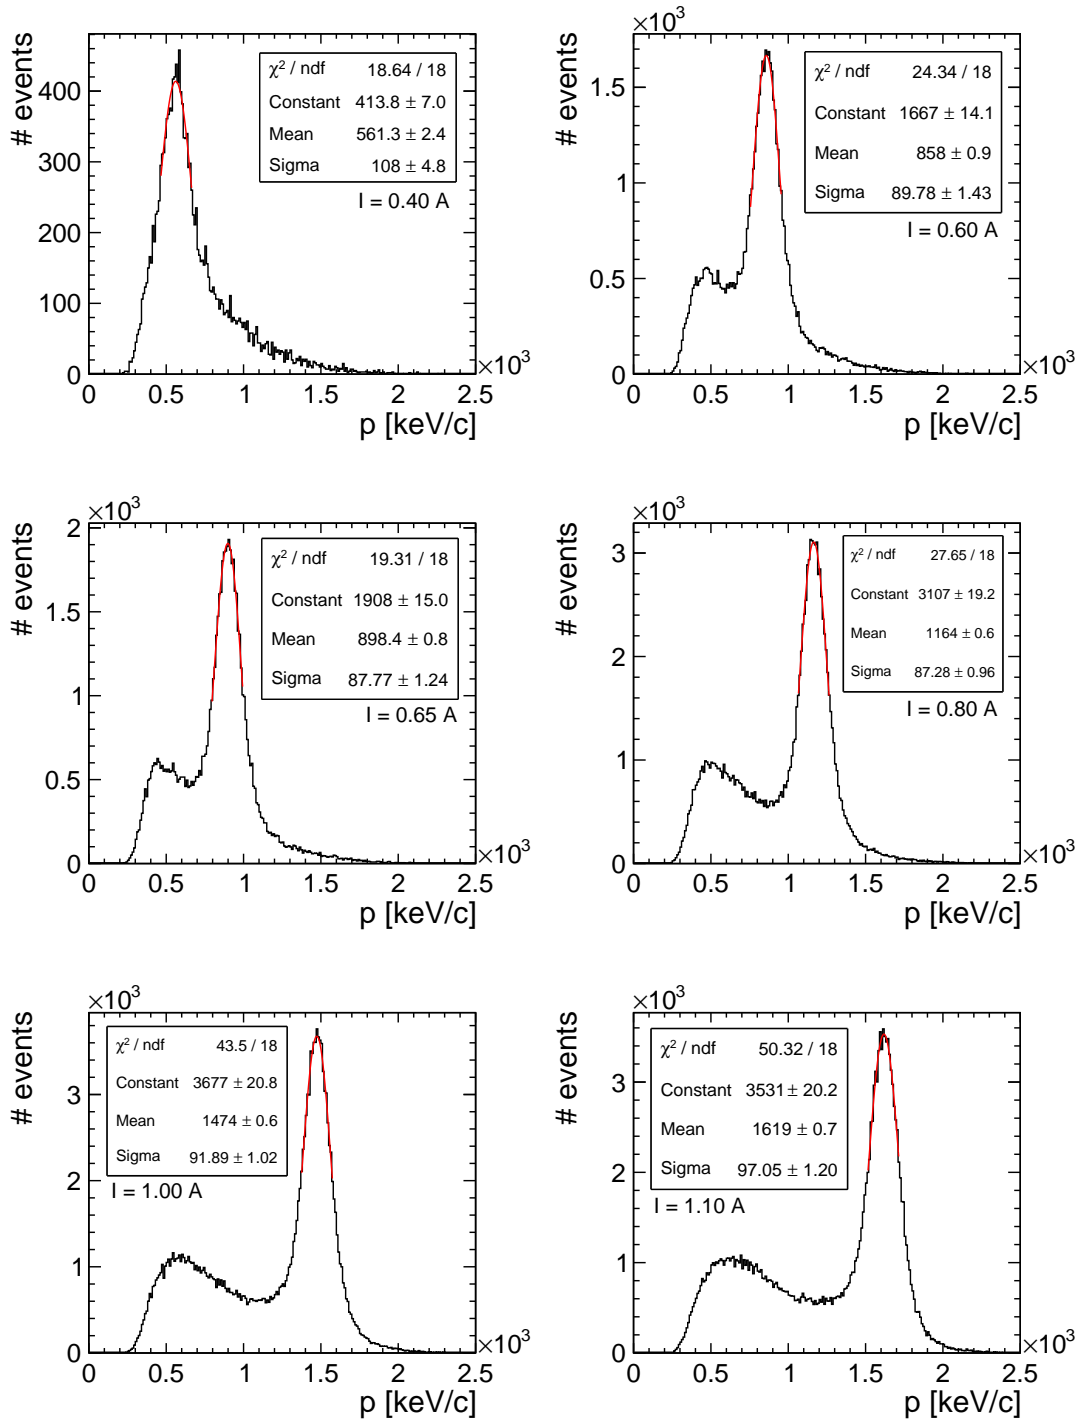 # events
400
300
200
100
0
χ² / ndf 18.64 / 18
Constant 413.8 ± 7.0
Mean 561.3 ± 2.4
Sigma 108 ± 4.8
I = 0.40 A
0 0.5 1 1.5 2 2.5
×10³
p [keV/c]
×10³
# events
1.5
1
0.5
0
χ² / ndf 24.34 / 18
Constant 1667 ± 14.1
Mean 858 ± 0.9
Sigma 89.78 ± 1.43
I = 0.60 A
0 0.5 1 1.5 2 2.5
×10³
p [keV/c]
×10³
# events
2
1.5
1
0.5
0
χ² / ndf 19.31 / 18
Constant 1908 ± 15.0
Mean 898.4 ± 0.8
Sigma 87.77 ± 1.24
I = 0.65 A
0 0.5 1 1.5 2 2.5
×10³
p [keV/c]
×10³
# events
3
2
1
0
χ² / ndf 27.65 / 18
Constant 3107 ± 19.2
Mean 1164 ± 0.6
Sigma 87.28 ± 0.96
I = 0.80 A
0 0.5 1 1.5 2 2.5
×10³
p [keV/c]
×10³
# events
3
2
1
0
χ² / ndf 43.5 / 18
Constant 3677 ± 20.8
Mean 1474 ± 0.6
Sigma 91.89 ± 1.02
I = 1.00 A
0 0.5 1 1.5 2 2.5
×10³
p [keV/c]
×10³
# events
3
2
1
0
χ² / ndf 50.32 / 18
Constant 3531 ± 20.2
Mean 1619 ± 0.7
Sigma 97.05 ± 1.20
I = 1.10 A
0 0.5 1 1.5 2 2.5
×10³
p [keV/c]